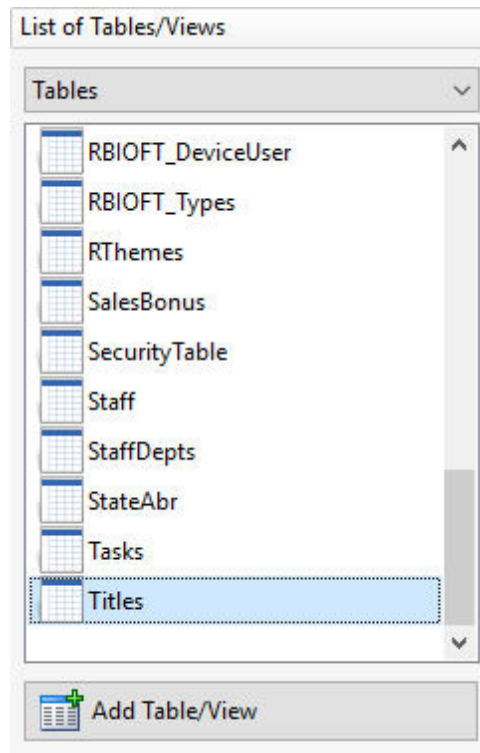 List of Tables/Views
Tables
RBIOFT_DeviceUser
RBIOFT_Types
RThemes
SalesBonus
SecurityTable
Staff
StaffDepts
StateAbr
Tasks
Titles
Add Table/View